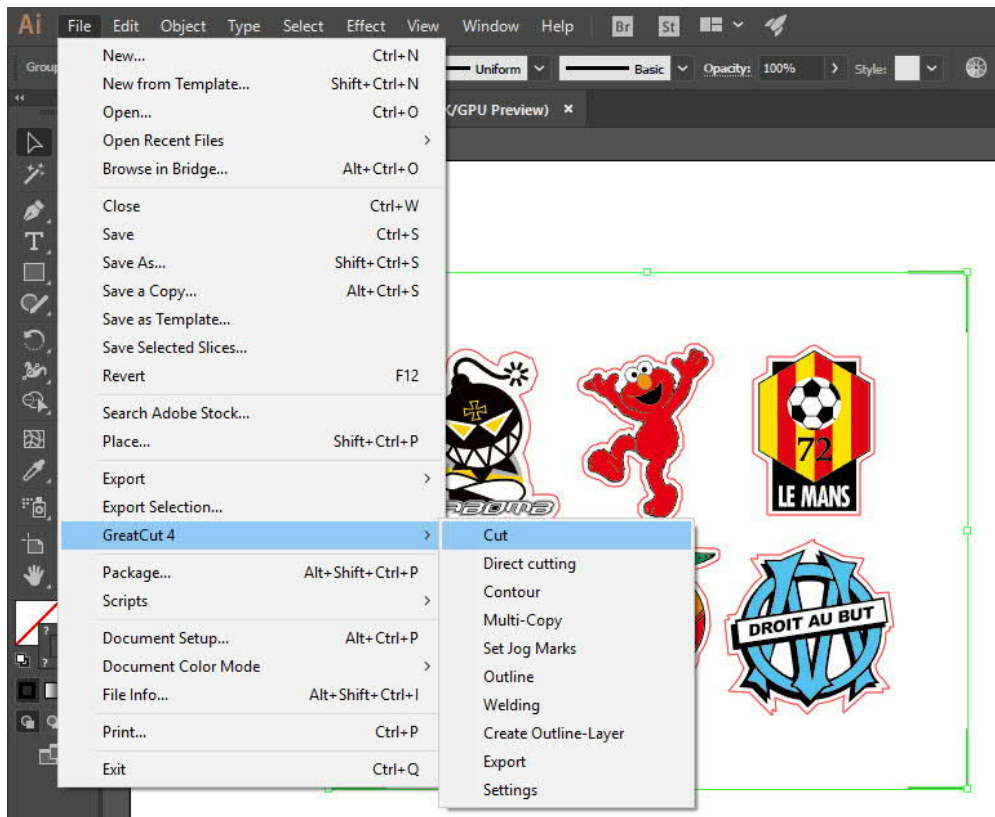 Ai File Edit Object Type Select Effect View Window Help Br St
Group
Uniform Basic Opacity: 100% Style:
/GPU Preview) ×
New... Ctrl+N
New from Template... Shift+Ctrl+N
Open... Ctrl+O
Open Recent Files
Browse in Bridge... Alt+Ctrl+O
Close Ctrl+W
Save Ctrl+S
Save As... Shift+Ctrl+S
Save a Copy... Alt+Ctrl+S
Save as Template...
Save Selected Slices...
Revert F12
Search Adobe Stock...
Place... Shift+Ctrl+P
Export
Export Selection...
GreatCut 4
Package... Alt+Shift+Ctrl+P
Scripts
Document Setup... Alt+Ctrl+P
Document Color Mode
File Info... Alt+Shift+Ctrl+I
Print... Ctrl+P
Exit Ctrl+Q
Cut
Direct cutting
Contour
Multi-Copy
Set Jog Marks
Outline
Welding
Create Outline-Layer
Export
Settings
72
LE MANS
DROIT AU BUT